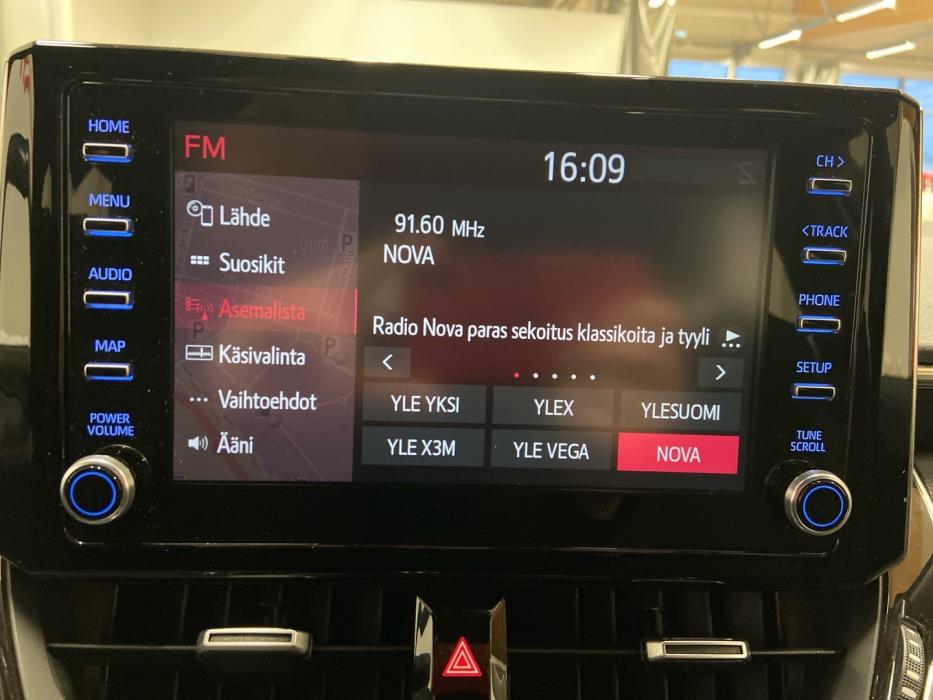 HOME
MENU
AUDIO
MAP
POWER
VOLUME
FM
16:09
Lähde
Suosikit
Asemalista
Käsivalinta
Vaihtoehdot
Ääni
Pori
P
P
P
P
91.60 MHz
NOVA
Radio Nova paras sekoitus klassikoita ja tyyli
< >
YLE YKSI YLEX YLESUOMI
YLE X3M YLE VEGA NOVA
CH >
<TRACK
PHONE
SETUP
TUNE
SCROLL